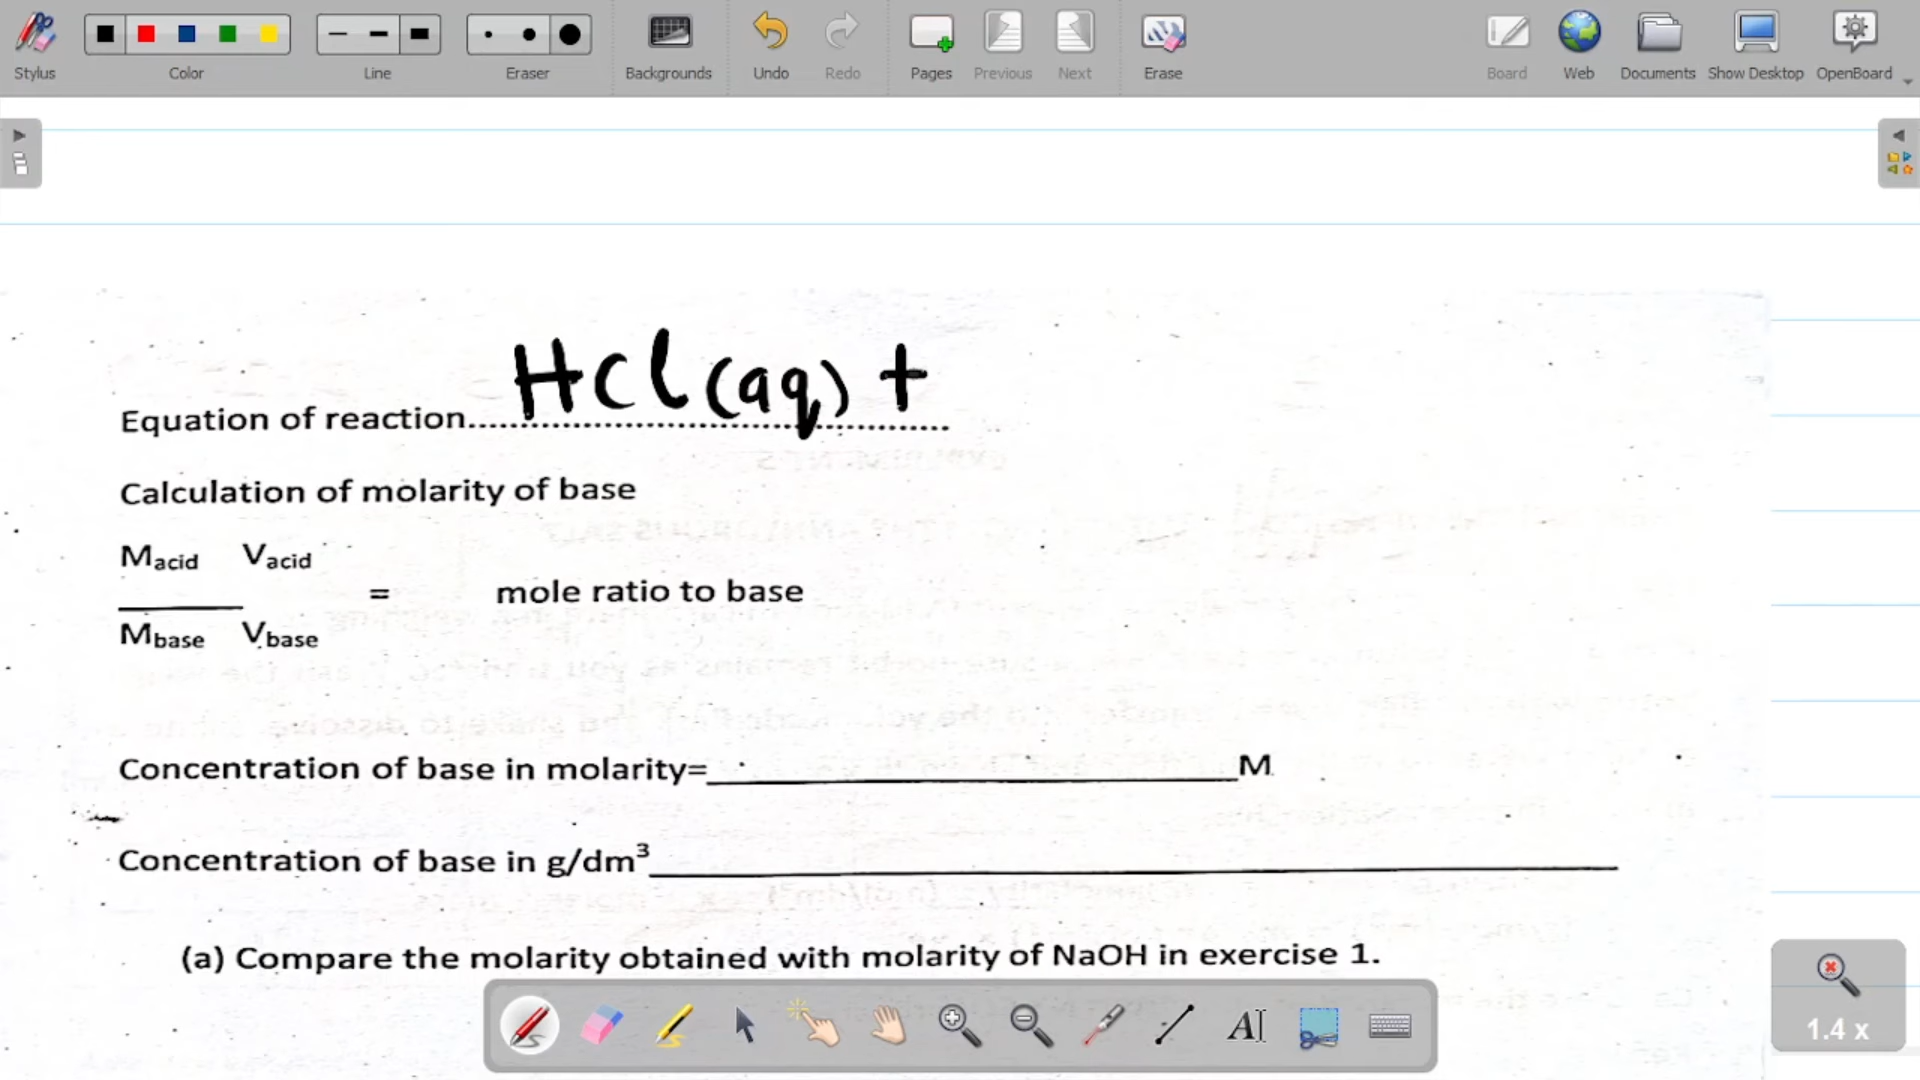 Stylus Color Line Eraser Backgrounds Undo Redo Pages Previous Next Erase Board Web Documents Show Desktop OpenBoard
HCl(aq) +
Equation of reaction..................................................
Calculation of molarity of base
Macid Vacid
= mole ratio to base
Mbase Vbase
Concentration of base in molarity=____________________M
Concentration of base in g/dm³____________________
(a) Compare the molarity obtained with molarity of NaOH in exercise 1.
1.4 x